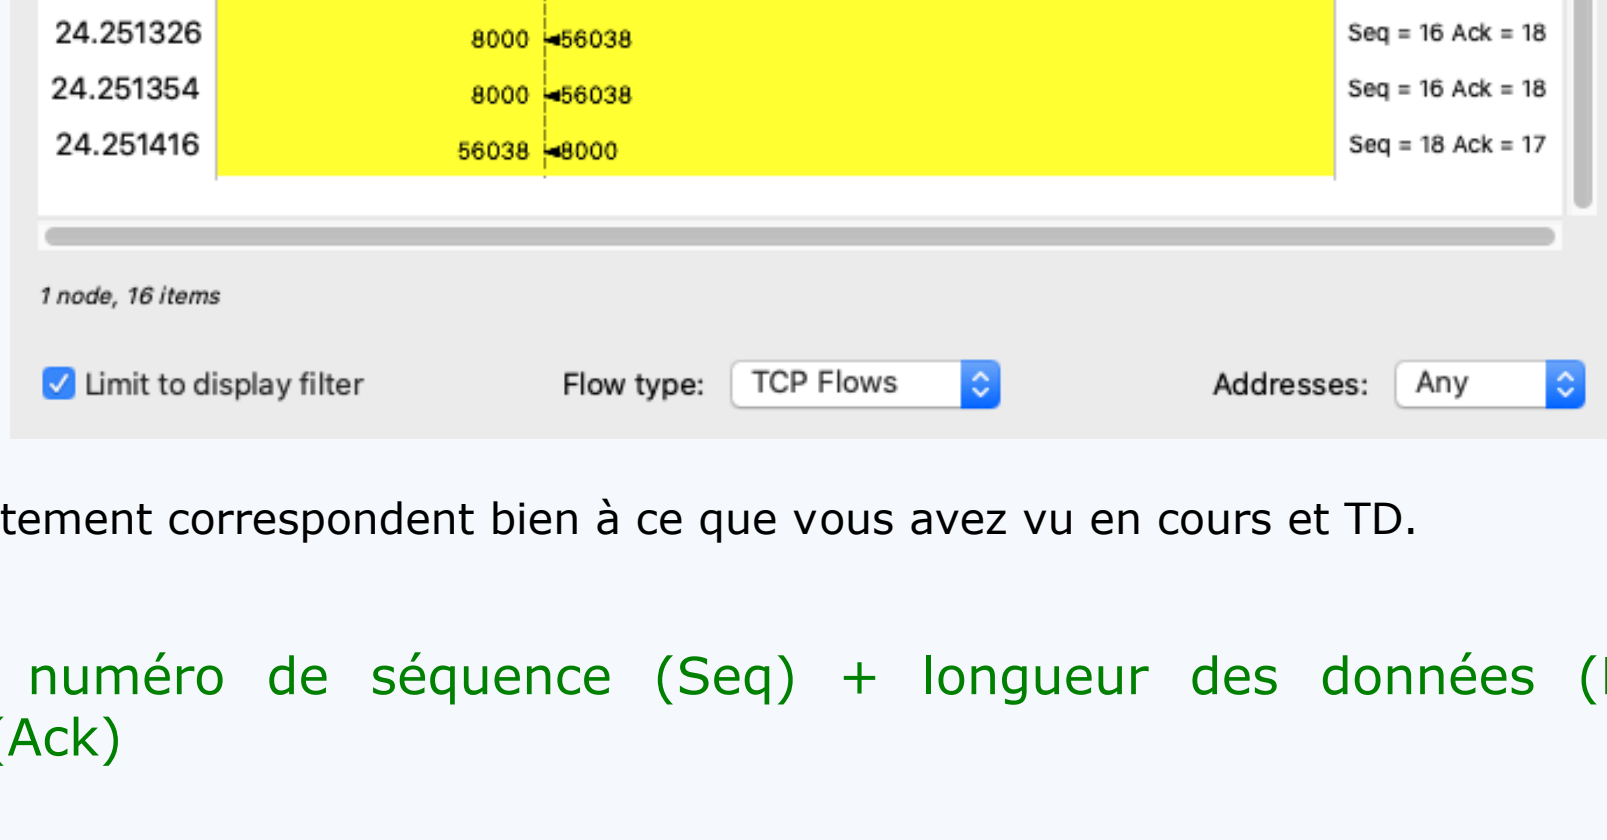 24.251326 8000 56038 Seq = 16 Ack = 18
24.251354 8000 56038 Seq = 16 Ack = 18
24.251416 56038 8000 Seq = 18 Ack = 17
1 node, 16 items
Limit to display filter Flow type: TCP Flows Addresses: Any
tement correspondent bien à ce que vous avez vu en cours et TD.
numéro de séquence (Seq) + longueur des données (
(Ack)